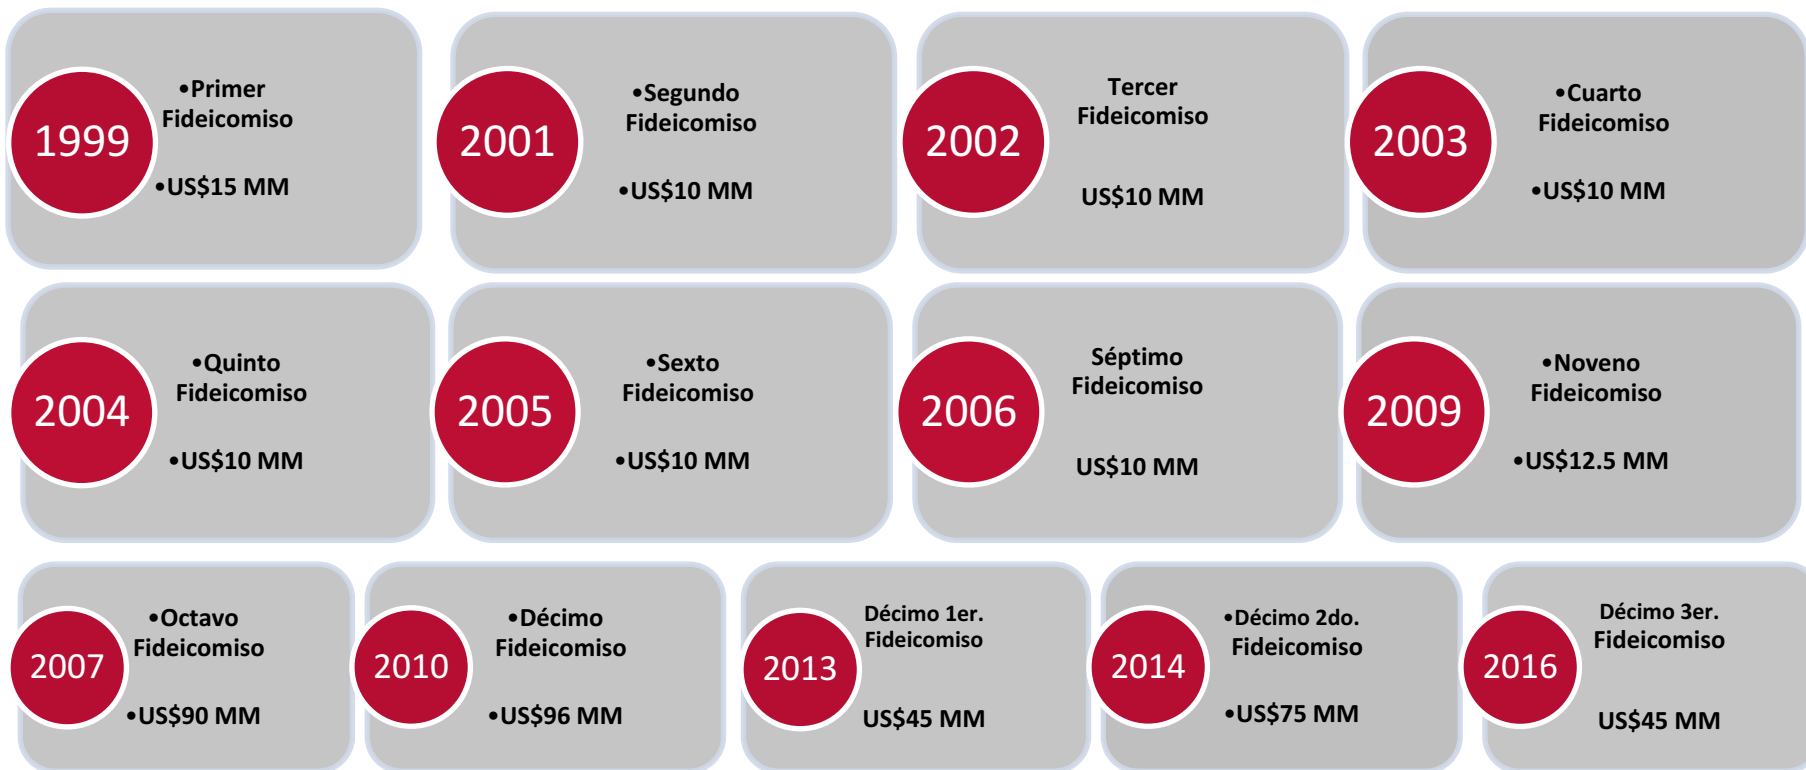 1999
•Primer
Fideicomiso
•US$15 MM
2001
•Segundo
Fideicomiso
•US$10 MM
2002
Tercer
Fideicomiso
US$10 MM
2003
•Cuarto
Fideicomiso
•US$10 MM
2004
•Quinto
Fideicomiso
•US$10 MM
2005
•Sexto
Fideicomiso
•US$10 MM
2006
Séptimo
Fideicomiso
US$10 MM
2009
•Noveno
Fideicomiso
•US$12.5 MM
2007
•Octavo
Fideicomiso
•US$90 MM
2010
•Décimo
Fideicomiso
•US$96 MM
2013
Décimo 1er.
Fideicomiso
US$45 MM
2014
•Décimo 2do.
Fideicomiso
•US$75 MM
2016
Décimo 3er.
Fideicomiso
US$45 MM